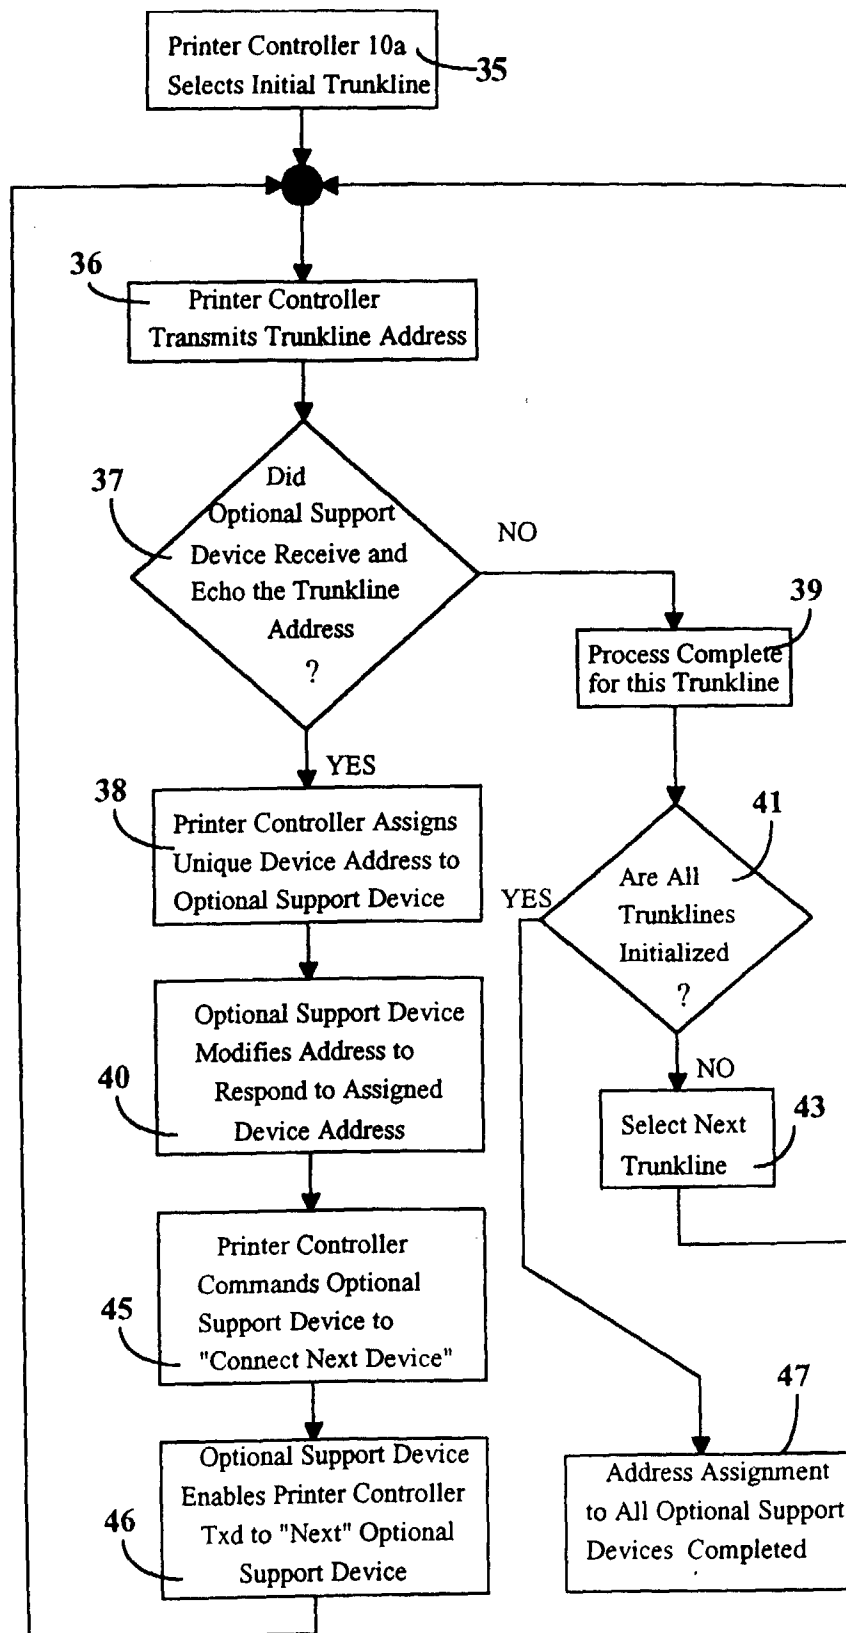 Printer Controller 10a
Selects Initial Trunkline
35
36
Printer Controller
Transmits Trunkline Address
37
Did
Optional Support
Device Receive and
Echo the Trunkline
Address
?
NO
YES
39
Process Complete
for this Trunkline
38
Printer Controller Assigns
Unique Device Address to
Optional Support Device
41
Are All
Trunklines
Initialized
?
YES
NO
40
Optional Support Device
Modifies Address to
Respond to Assigned
Device Address
43
Select Next
Trunkline
45
Printer Controller
Commands Optional
Support Device to
"Connect Next Device"
46
Optional Support Device
Enables Printer Controller
Txd to "Next" Optional
Support Device
47
Address Assignment
to All Optional Support
Devices Completed